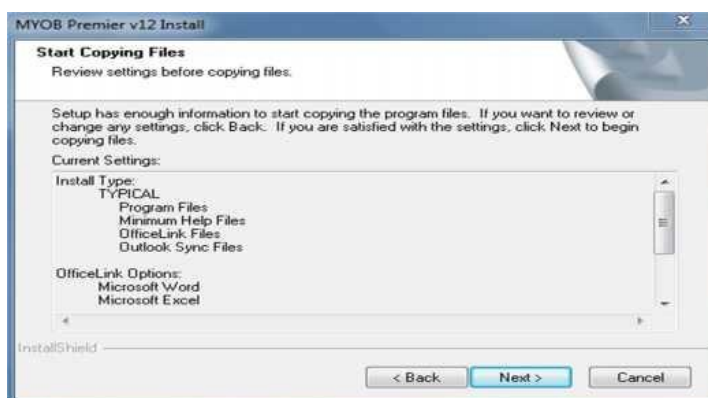 MYOB Premier v12 Install
Start Copying Files
Review settings before copying files.
Setup has enough information to start copying the program files. If you want to review or
change any settings, click Back. If you are satisfied with the settings, click Next to begin
copying files.
Current Settings:
Install Type:
TYPICAL
Program Files
Minimum Help Files
OfficeLink Files
Outlook Sync Files
OfficeLink Options:
Microsoft Word
Microsoft Excel
InstallShield
< Back
Next >
Cancel